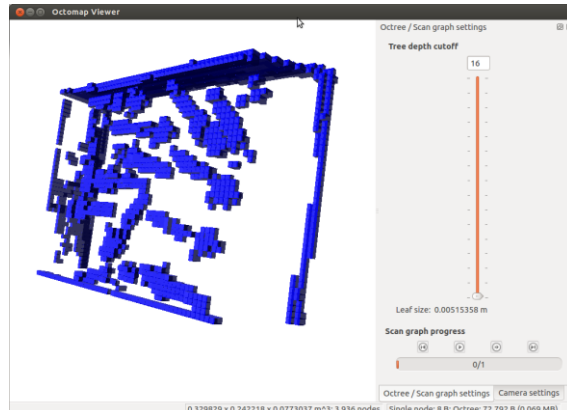 Octomap Viewer
Octree / Scan graph settings
Tree depth cutoff
16
Leaf size: 0.00515358 m
Scan graph progress
0/1
Octree / Scan graph settings
Camera settings
0.329829 x 0.242218 x 0.0773037 m^3; 3,936 nodes
Single node: 8 B; Octree: 72,792 B (0.069 MB)